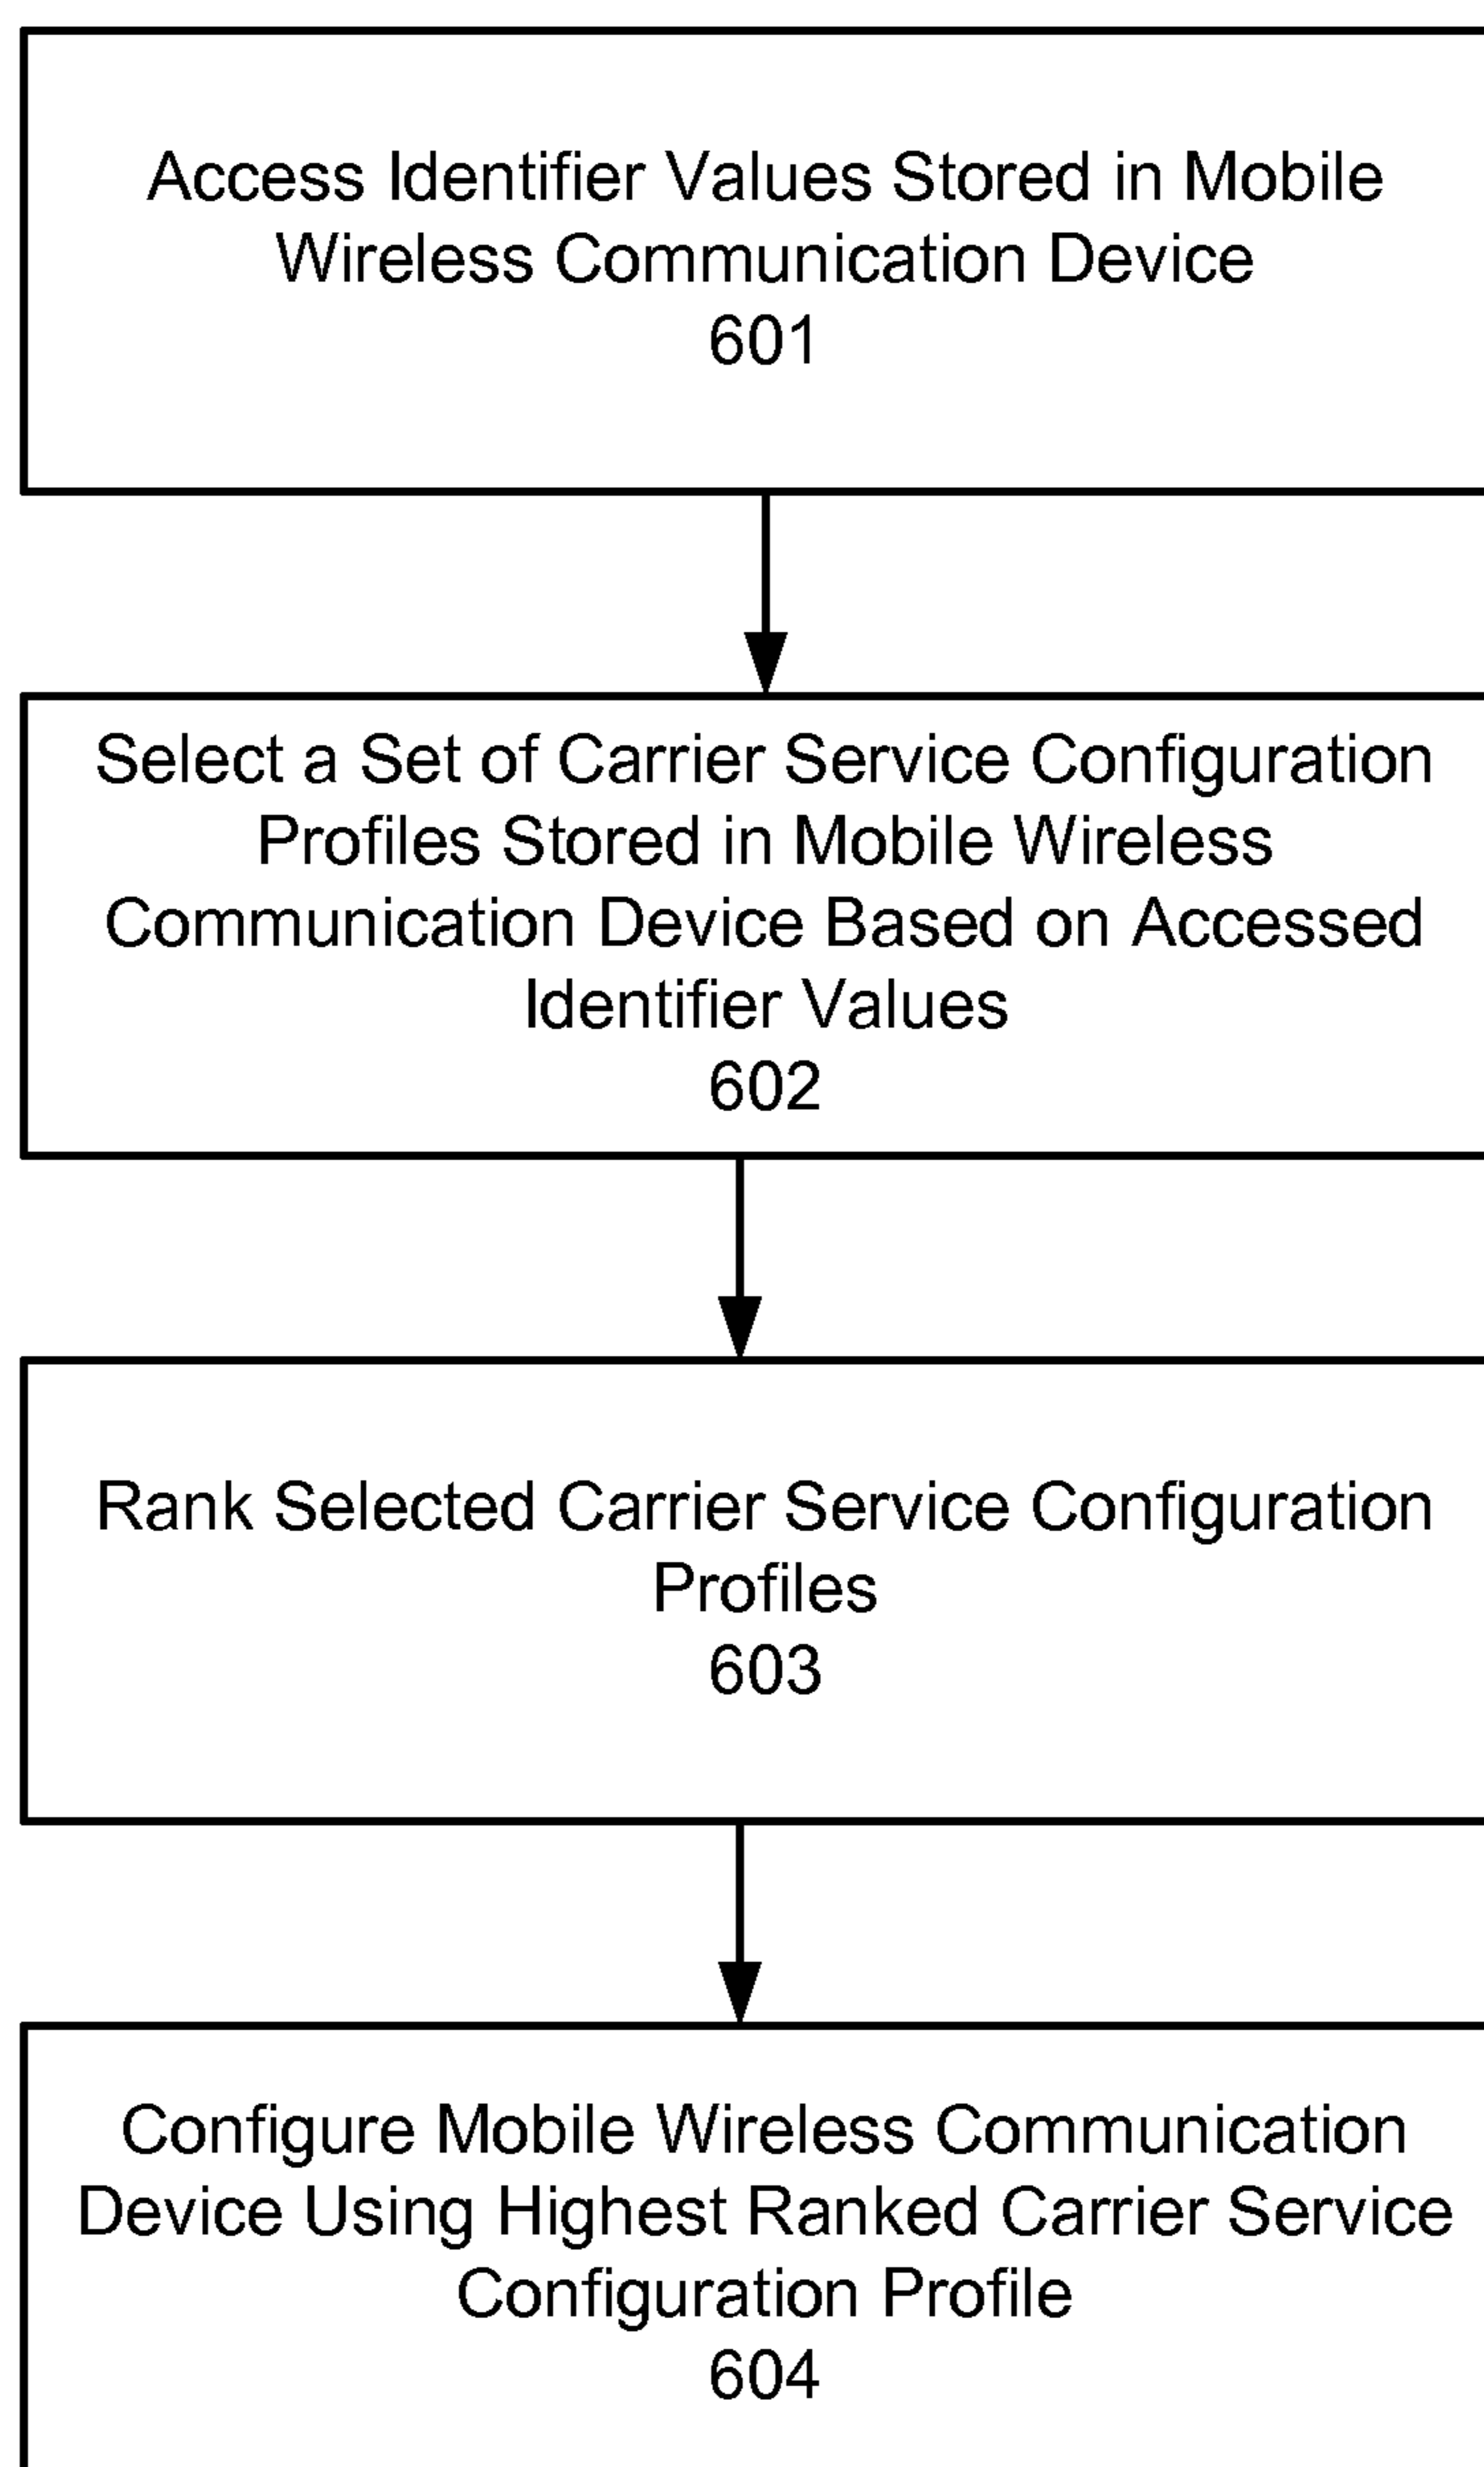 Access Identifier Values Stored in Mobile
Wireless Communication Device
601
Select a Set of Carrier Service Configuration
Profiles Stored in Mobile Wireless
Communication Device Based on Accessed
Identifier Values
602
Rank Selected Carrier Service Configuration
Profiles
603
Configure Mobile Wireless Communication
Device Using Highest Ranked Carrier Service
Configuration Profile
604